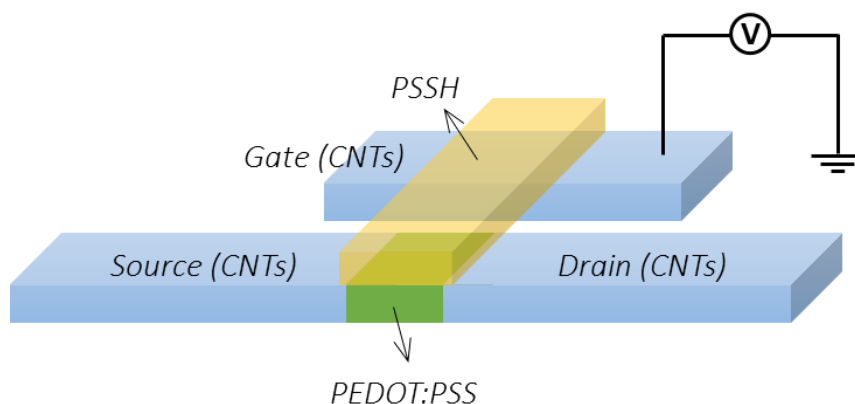 V
PSSH
Gate (CNTs)
Source (CNTs)
Drain (CNTs)
PEDOT:PSS